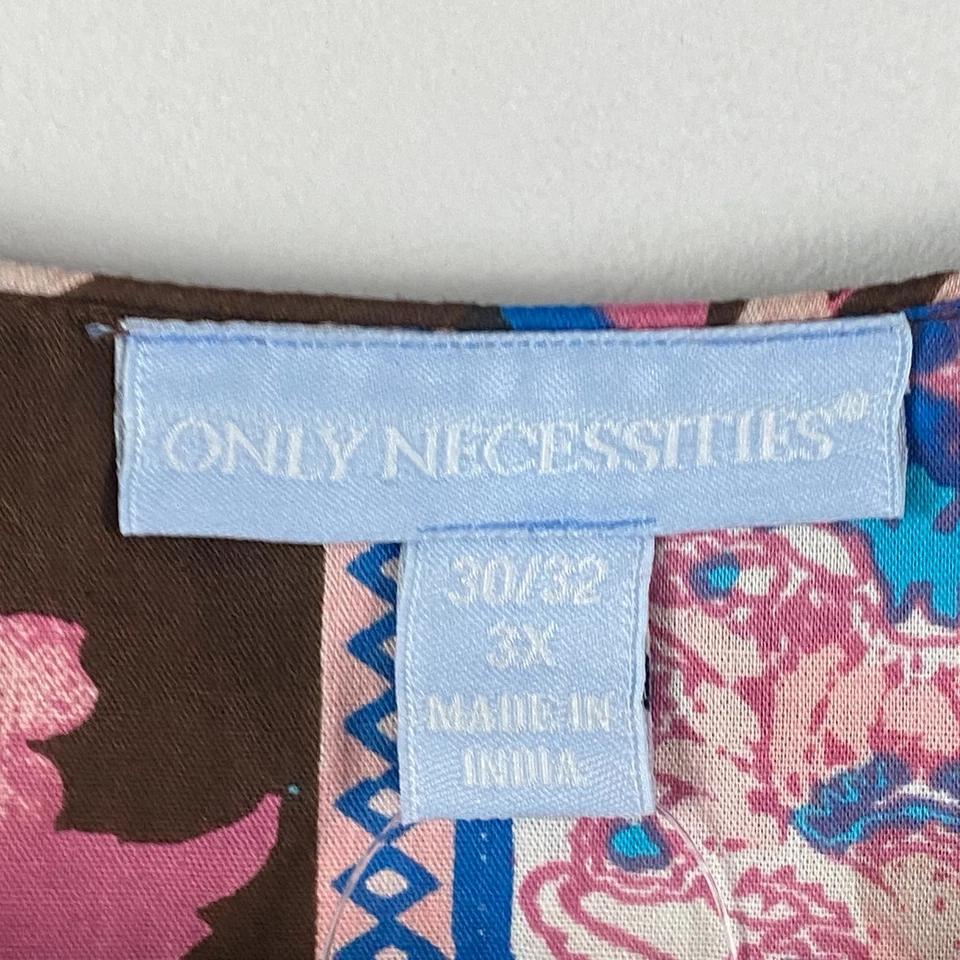 ONLY NECESSITIES®
30/32
3X
MADE IN
INDIA